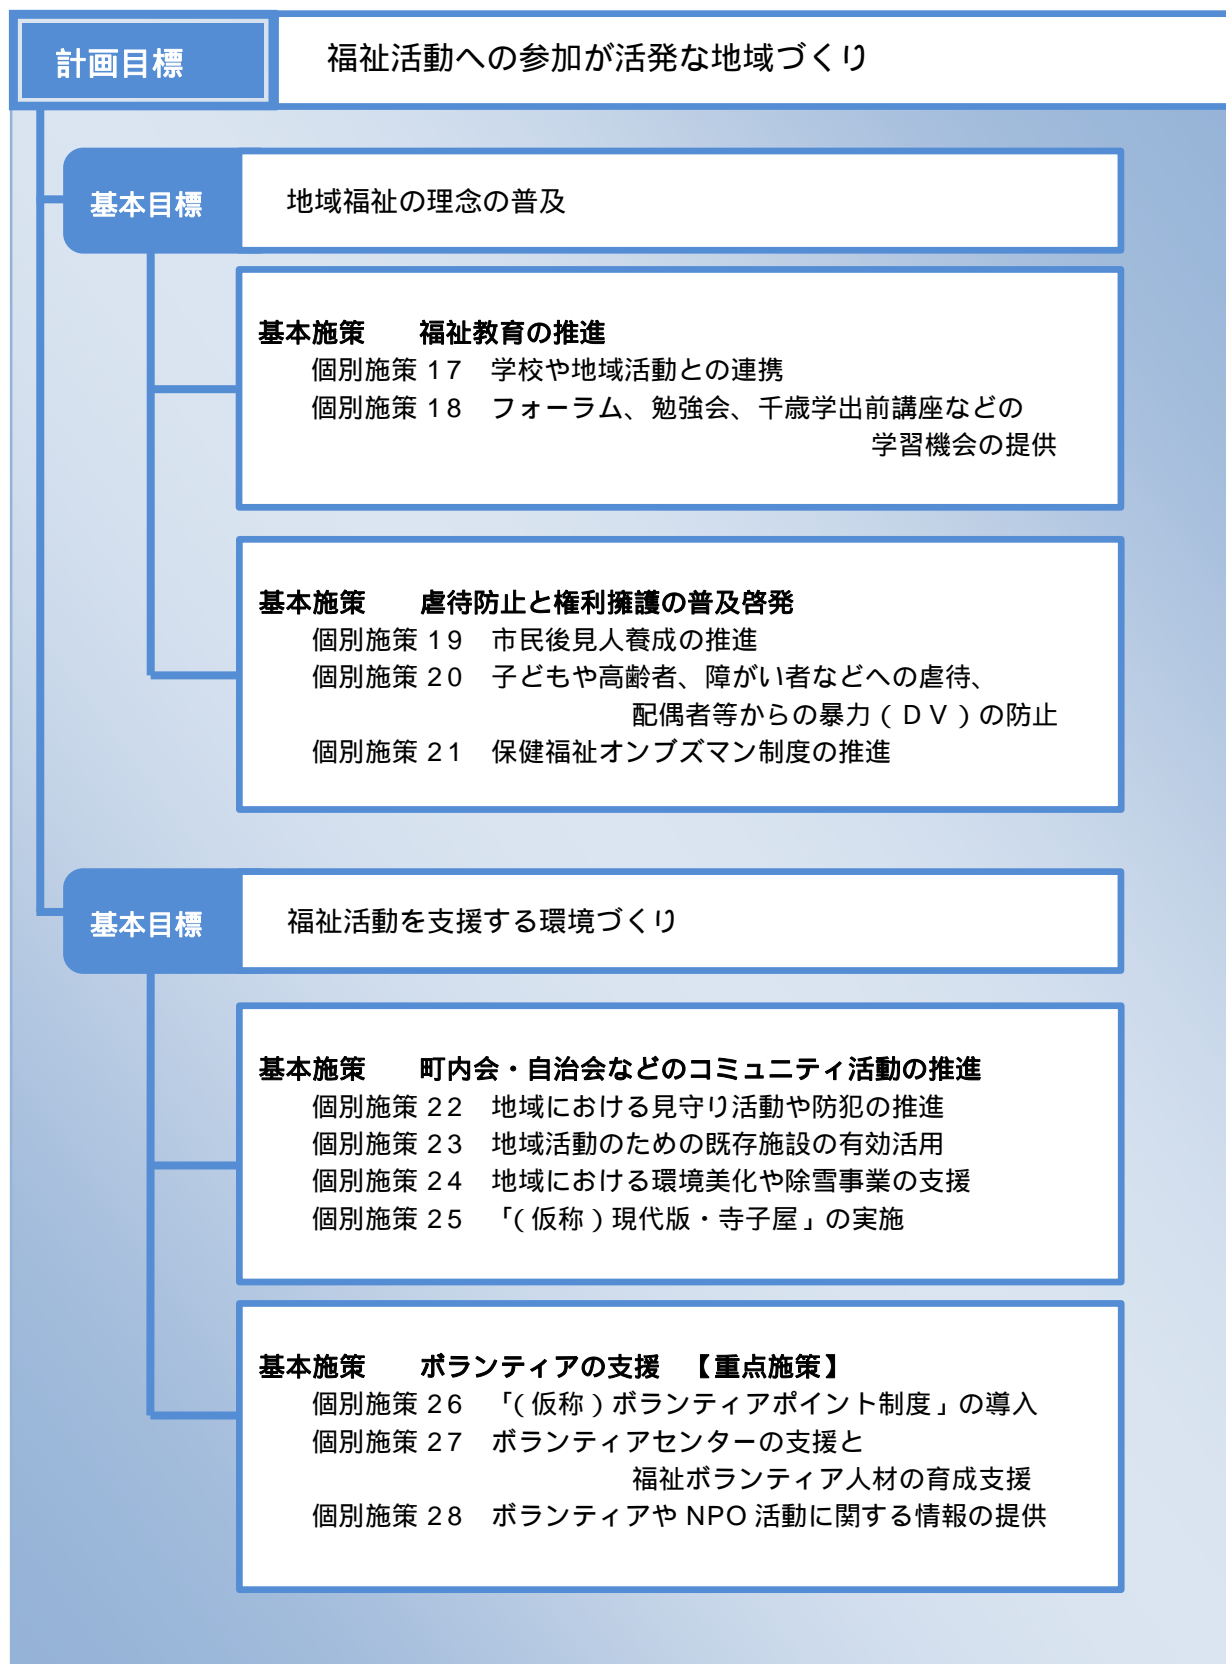 計画目標　福祉活動への参加が活発な地域づくり
基本目標　地域福祉の理念の普及
基本施策　　福祉教育の推進
個別施策 17　学校や地域活動との連携
個別施策 18　フォーラム、勉強会、千歳学出前講座などの
学習機会の提供
基本施策　　虐待防止と権利擁護の普及啓発
個別施策 19　市民後見人養成の推進
個別施策 20　子どもや高齢者、障がい者などへの虐待、
配偶者等からの暴力（ＤＶ）の防止
個別施策 21　保健福祉オンブズマン制度の推進
基本目標　福祉活動を支援する環境づくり
基本施策　　町内会・自治会などのコミュニティ活動の推進
個別施策 22　地域における見守り活動や防犯の推進
個別施策 23　地域活動のための既存施設の有効活用
個別施策 24　地域における環境美化や除雪事業の支援
個別施策 25　「（仮称）現代版・寺子屋」の実施
基本施策　　ボランティアの支援　【重点施策】
個別施策 26　「（仮称）ボランティアポイント制度」の導入
個別施策 27　ボランティアセンターの支援と
福祉ボランティア人材の育成支援
個別施策 28　ボランティアや NPO 活動に関する情報の提供